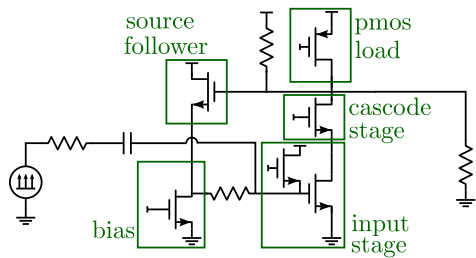 source
follower
pmos
load
cascode
stage
bias
input
stage